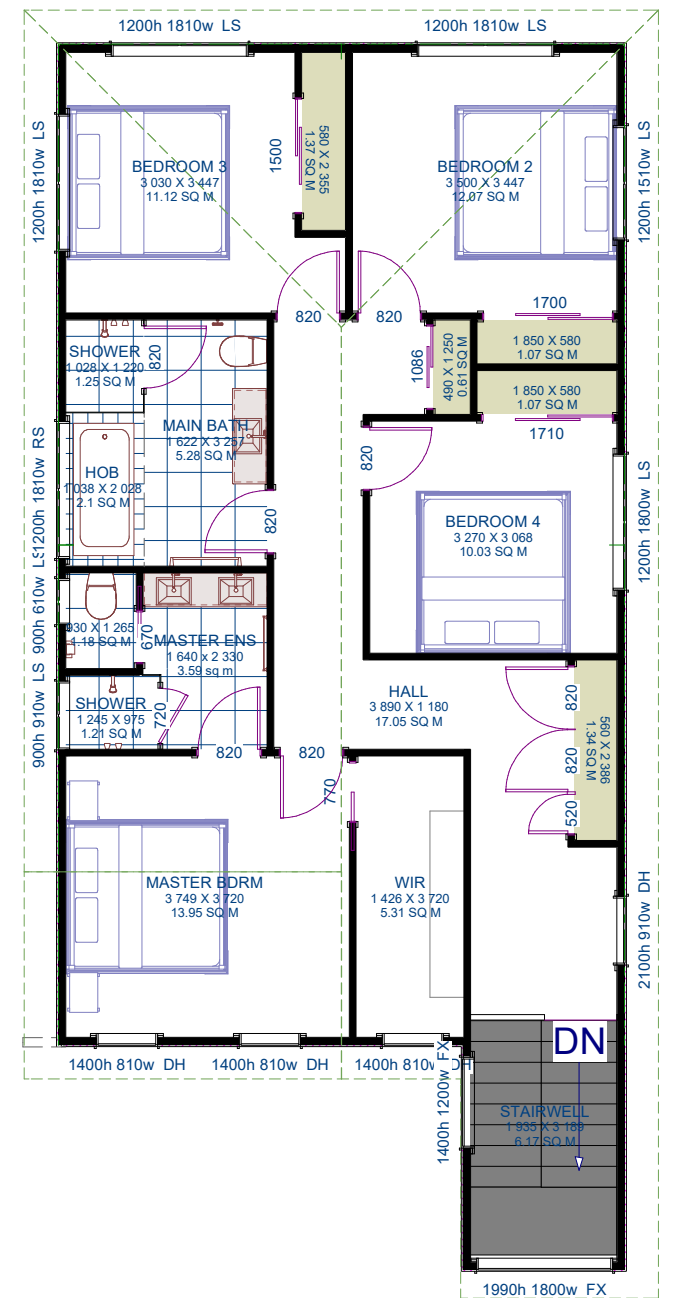 1200h 1810w LS
1200h 1810w LS
1200h 1810w LS
BEDROOM 3
3 030 X 3 447
11.12 SQ M
1500
580 X 2 355
1.37 SQ M
BEDROOM 2
3 500 X 3 447
12.07 SQ M
1200h 1510w LS
820
820
1700
1 850 X 580
1.07 SQ M
1086
490 X 1 250
0.61 SQ M
1 850 X 580
1.07 SQ M
1710
SHOWER
1 028 X 1 220
1.25 SQ M
820
MAIN BATH
1 622 X 3 257
5.28 SQ M
HOB
1 038 X 2 028
2.1 SQ M
1200h 1810w RS
820
820
BEDROOM 4
3 270 X 3 068
10.03 SQ M
1200h 1800w LS
900h 610w LS
930 X 1 265
1.18 SQ M
670
MASTER ENS
1 640 x 2 330
3.59 sq m
900h 910w LS
SHOWER
1 245 X 975
1.21 SQ M
720
HALL
3 890 X 1 180
17.05 SQ M
820
820
520
560 X 2 386
1.34 SQ M
820
820
770
MASTER BDRM
3 749 X 3 720
13.95 SQ M
WIR
1 426 X 3 720
5.31 SQ M
2100h 910w DH
1400h 810w DH
1400h 810w DH
1400h 810w DH
1400h 1200w FX
DN
STAIRWELL
1 935 X 3 189
6.17 SQ M
1990h 1800w FX